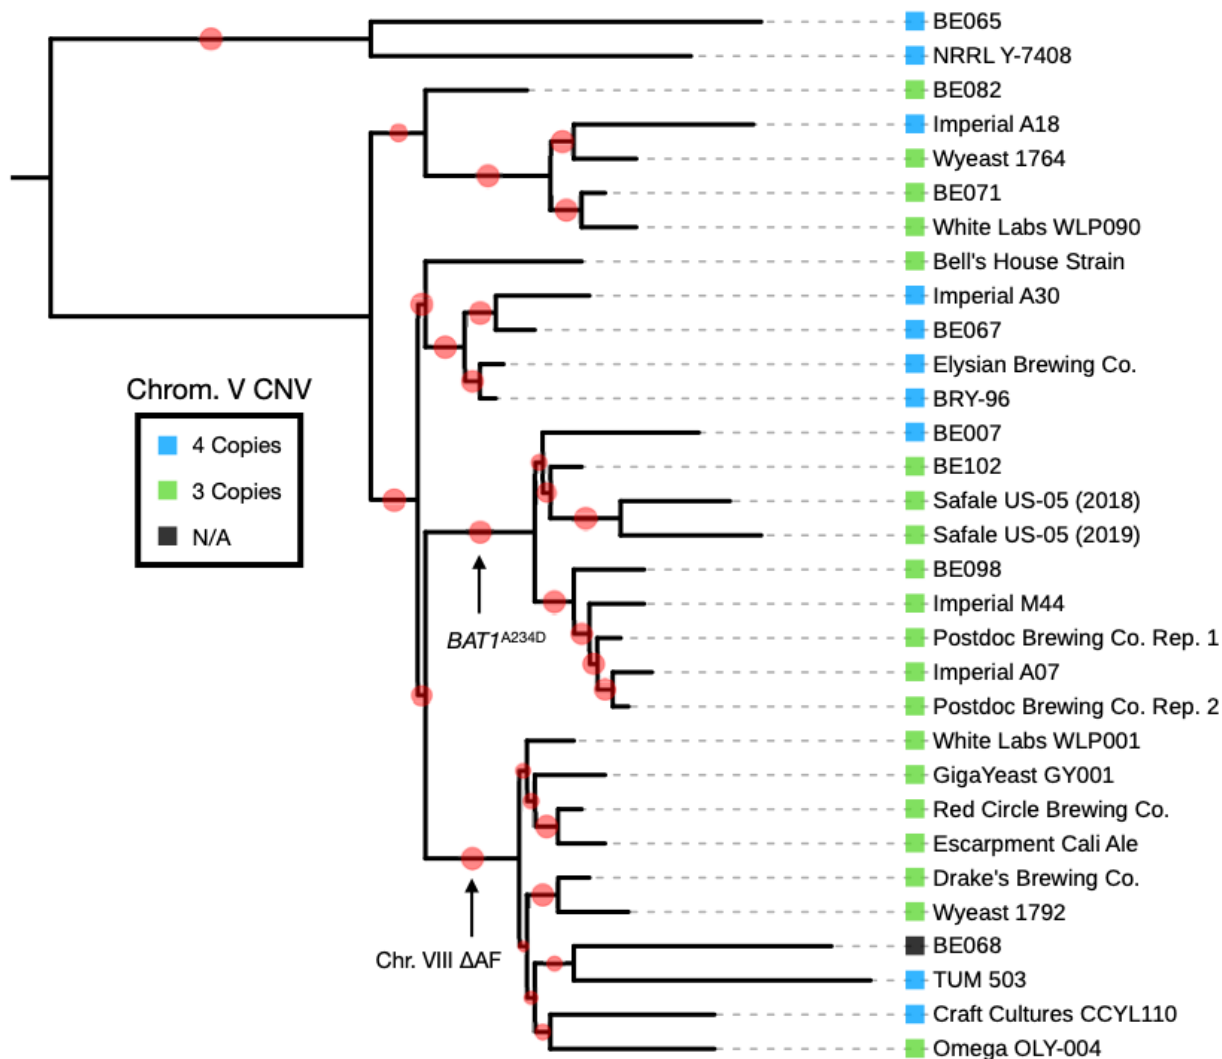 BE065
NRRL Y-7408
BE082
Imperial A18
Wyeast 1764
BE071
White Labs WLP090
Bell's House Strain
Imperial A30
BE067
Elysian Brewing Co.
BRY-96
BE007
BE102
Safale US-05 (2018)
Safale US-05 (2019)
BE098
Imperial M44
Postdoc Brewing Co. Rep. 1
Imperial A07
Postdoc Brewing Co. Rep. 2
White Labs WLP001
GigaYeast GY001
Red Circle Brewing Co.
Escarpment Cali Ale
Drake's Brewing Co.
Wyeast 1792
BE068
TUM 503
Craft Cultures CCYL110
Omega OLY-004
Chrom. V CNV
4 Copies
3 Copies
N/A
BAT1A234D
Chr. VIII ΔAF